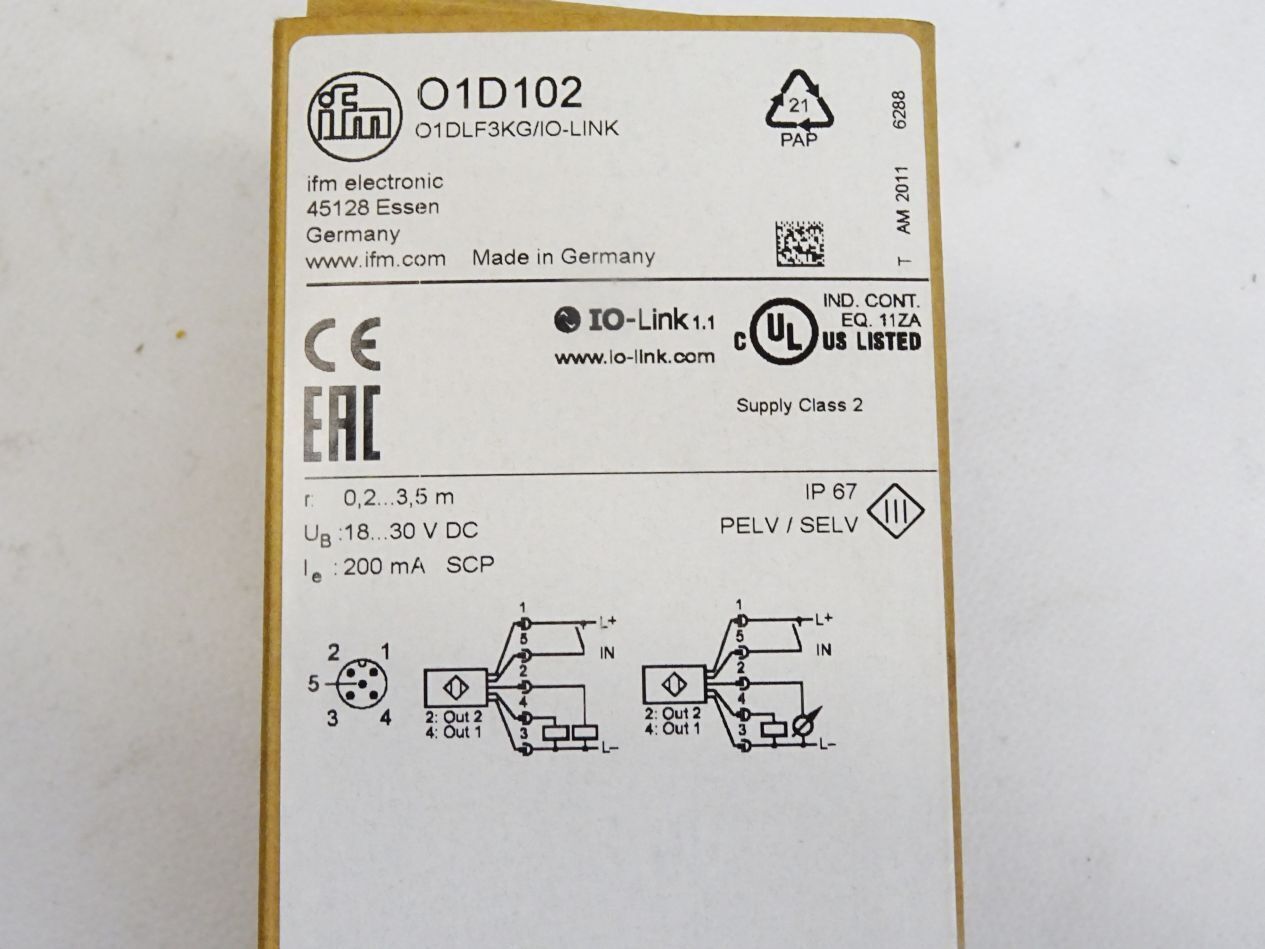 ifm
O1D102
O1DLF3KG/IO-LINK
21
PAP
T AM 2011 6288
ifm electronic
45128 Essen
Germany
www.ifm.com Made in Germany
CE
EAC
IO-Link 1.1
www.io-link.com
C UL US LISTED
IND. CONT.
EQ. 11ZA
Supply Class 2
r: 0,2...3,5 m
UB :18...30 V DC
Ie : 200 mA SCP
IP 67
PELV / SELV
III
2 1
5
3 4
1 L+
5 IN
2
4
3 L-
2: Out 2
4: Out 1
1 L+
5 IN
2
4
3 L-
2: Out 2
4: Out 1